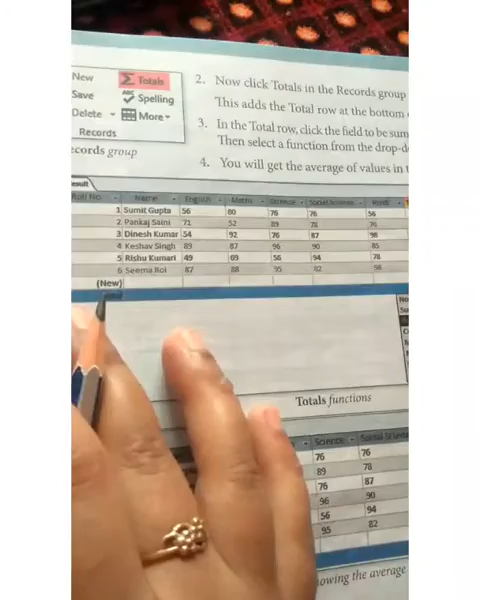 New
Σ Totals
Save
ABC Spelling
Delete
More
Records
ecords group
2. Now click Totals in the Records group
This adds the Total row at the bottom
3. In the Total row, click the field to be sum
Then select a function from the drop-d
4. You will get the average of values in
Roll No. Name English Maths Science Social Science
1 Sumit Gupta 56 80 76 76 56
2 Pankaj Saini 71 52 89 78 76
3 Dinesh Kumar 54 92 76 87 98
4 Keshav Singh 89 87 96 90 85
5 Rishu Kumari 49 69 56 94 78
6 Seema Roi 87 88 95 82 98
(New)
Totals functions
Science Social Scien
76 76
89 78
76 87
96 90
56 94
95 82
owing the average